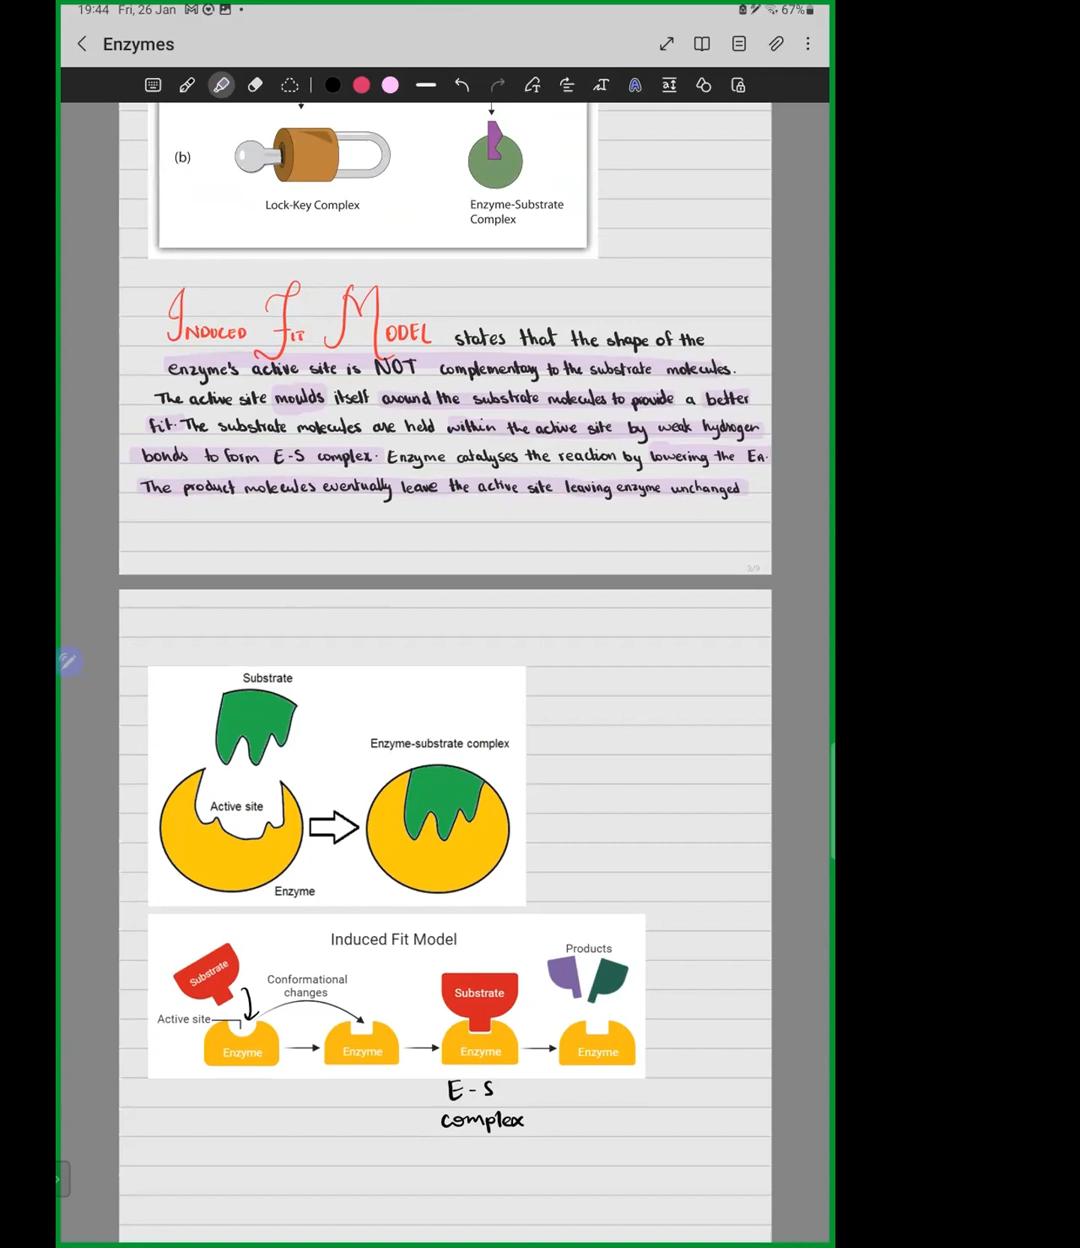 19:44 Fri, 26 Jan
67%
Enzymes
(b)
Lock-Key Complex
Enzyme-Substrate
Complex
INDUCED FIT MODEL states that the shape of the
enzyme's active site is NOT complementary to the substrate molecules.
The active site moulds itself around the substrate molecules to provide a better
fit. The substrate molecules are held within the active site by weak hydrogen
bonds to form E-S complex. Enzyme catalyses the reaction by lowering the EA.
The product molecules eventually leave the active site leaving enzyme unchanged
3/9
Substrate
Enzyme-substrate complex
Active site
Enzyme
Induced Fit Model
Products
Substrate
Conformational
changes
Substrate
Active site
Enzyme
Enzyme
Enzyme
Enzyme
E-S
complex